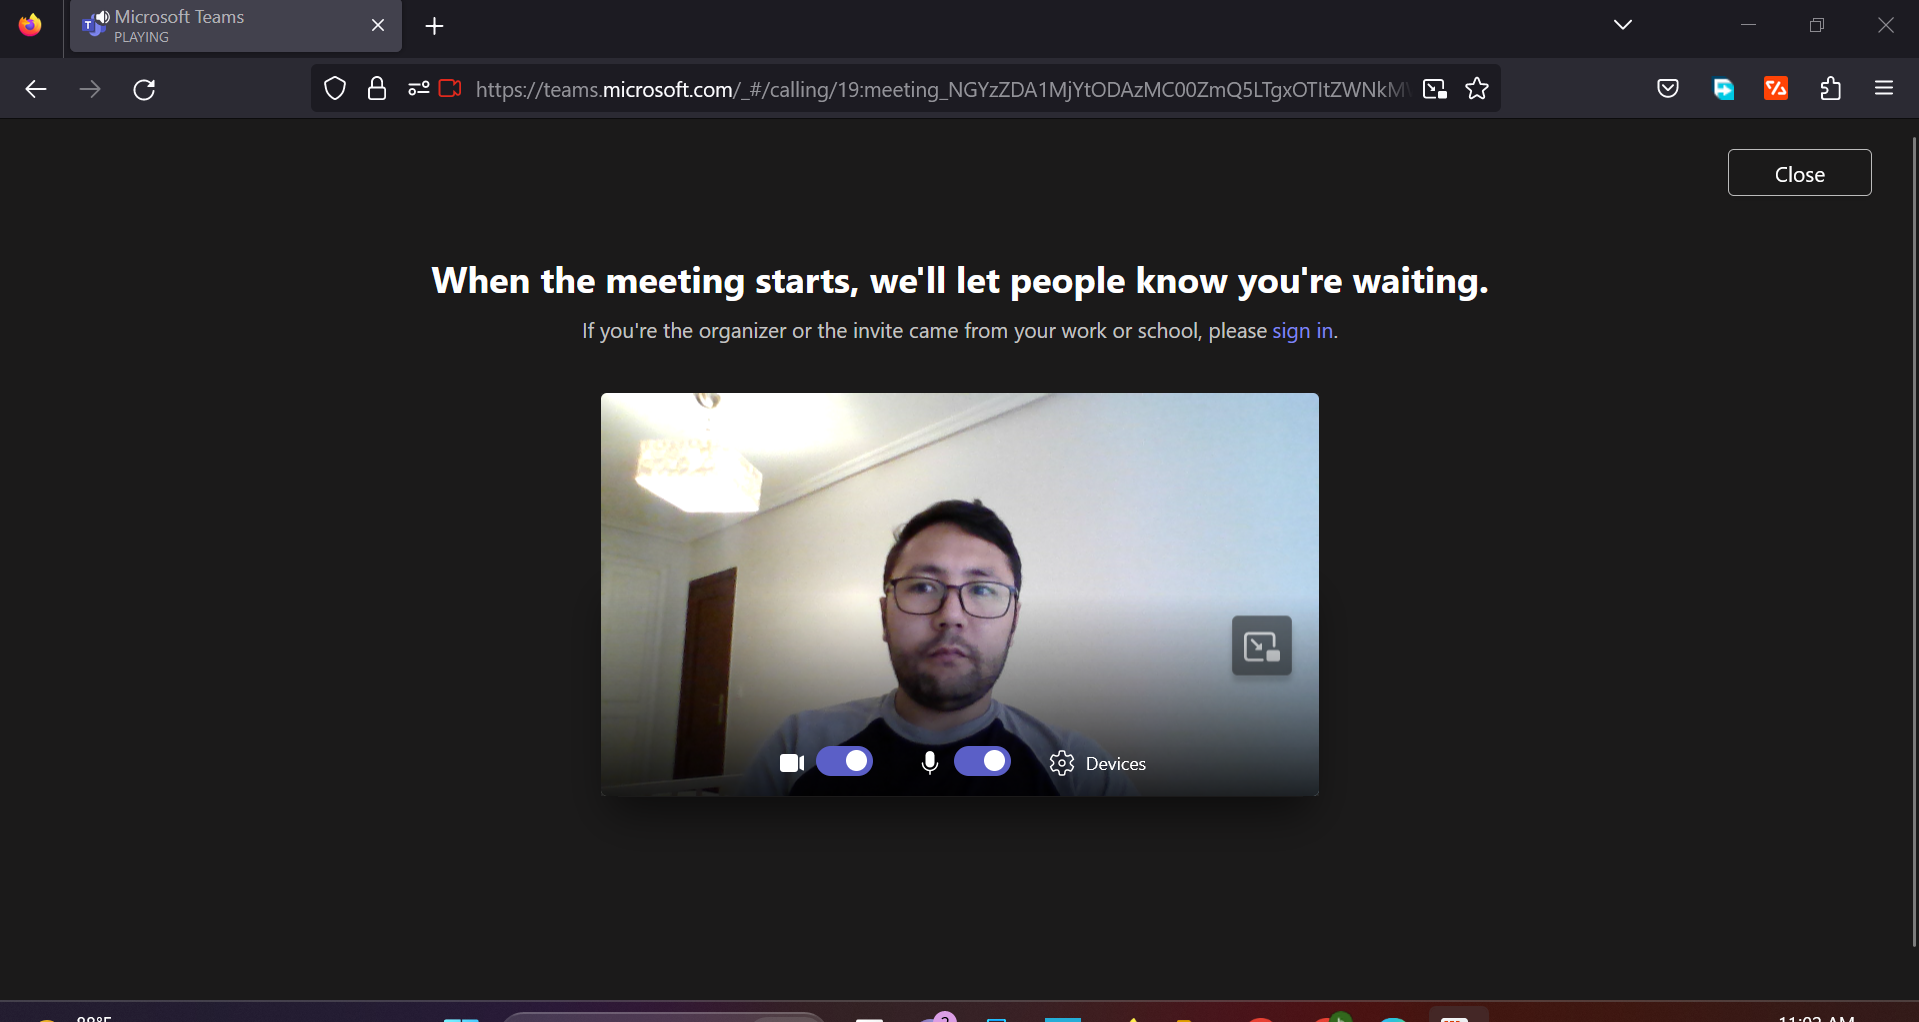 Microsoft Teams
PLAYING
https://teams.microsoft.com/_#/calling/19:meeting_NGYzZDA1MjYtODAzMC00ZmQ5LTgxOTItZWNkM
Close
When the meeting starts, we'll let people know you're waiting.
If you're the organizer or the invite came from your work or school, please sign in.
Devices